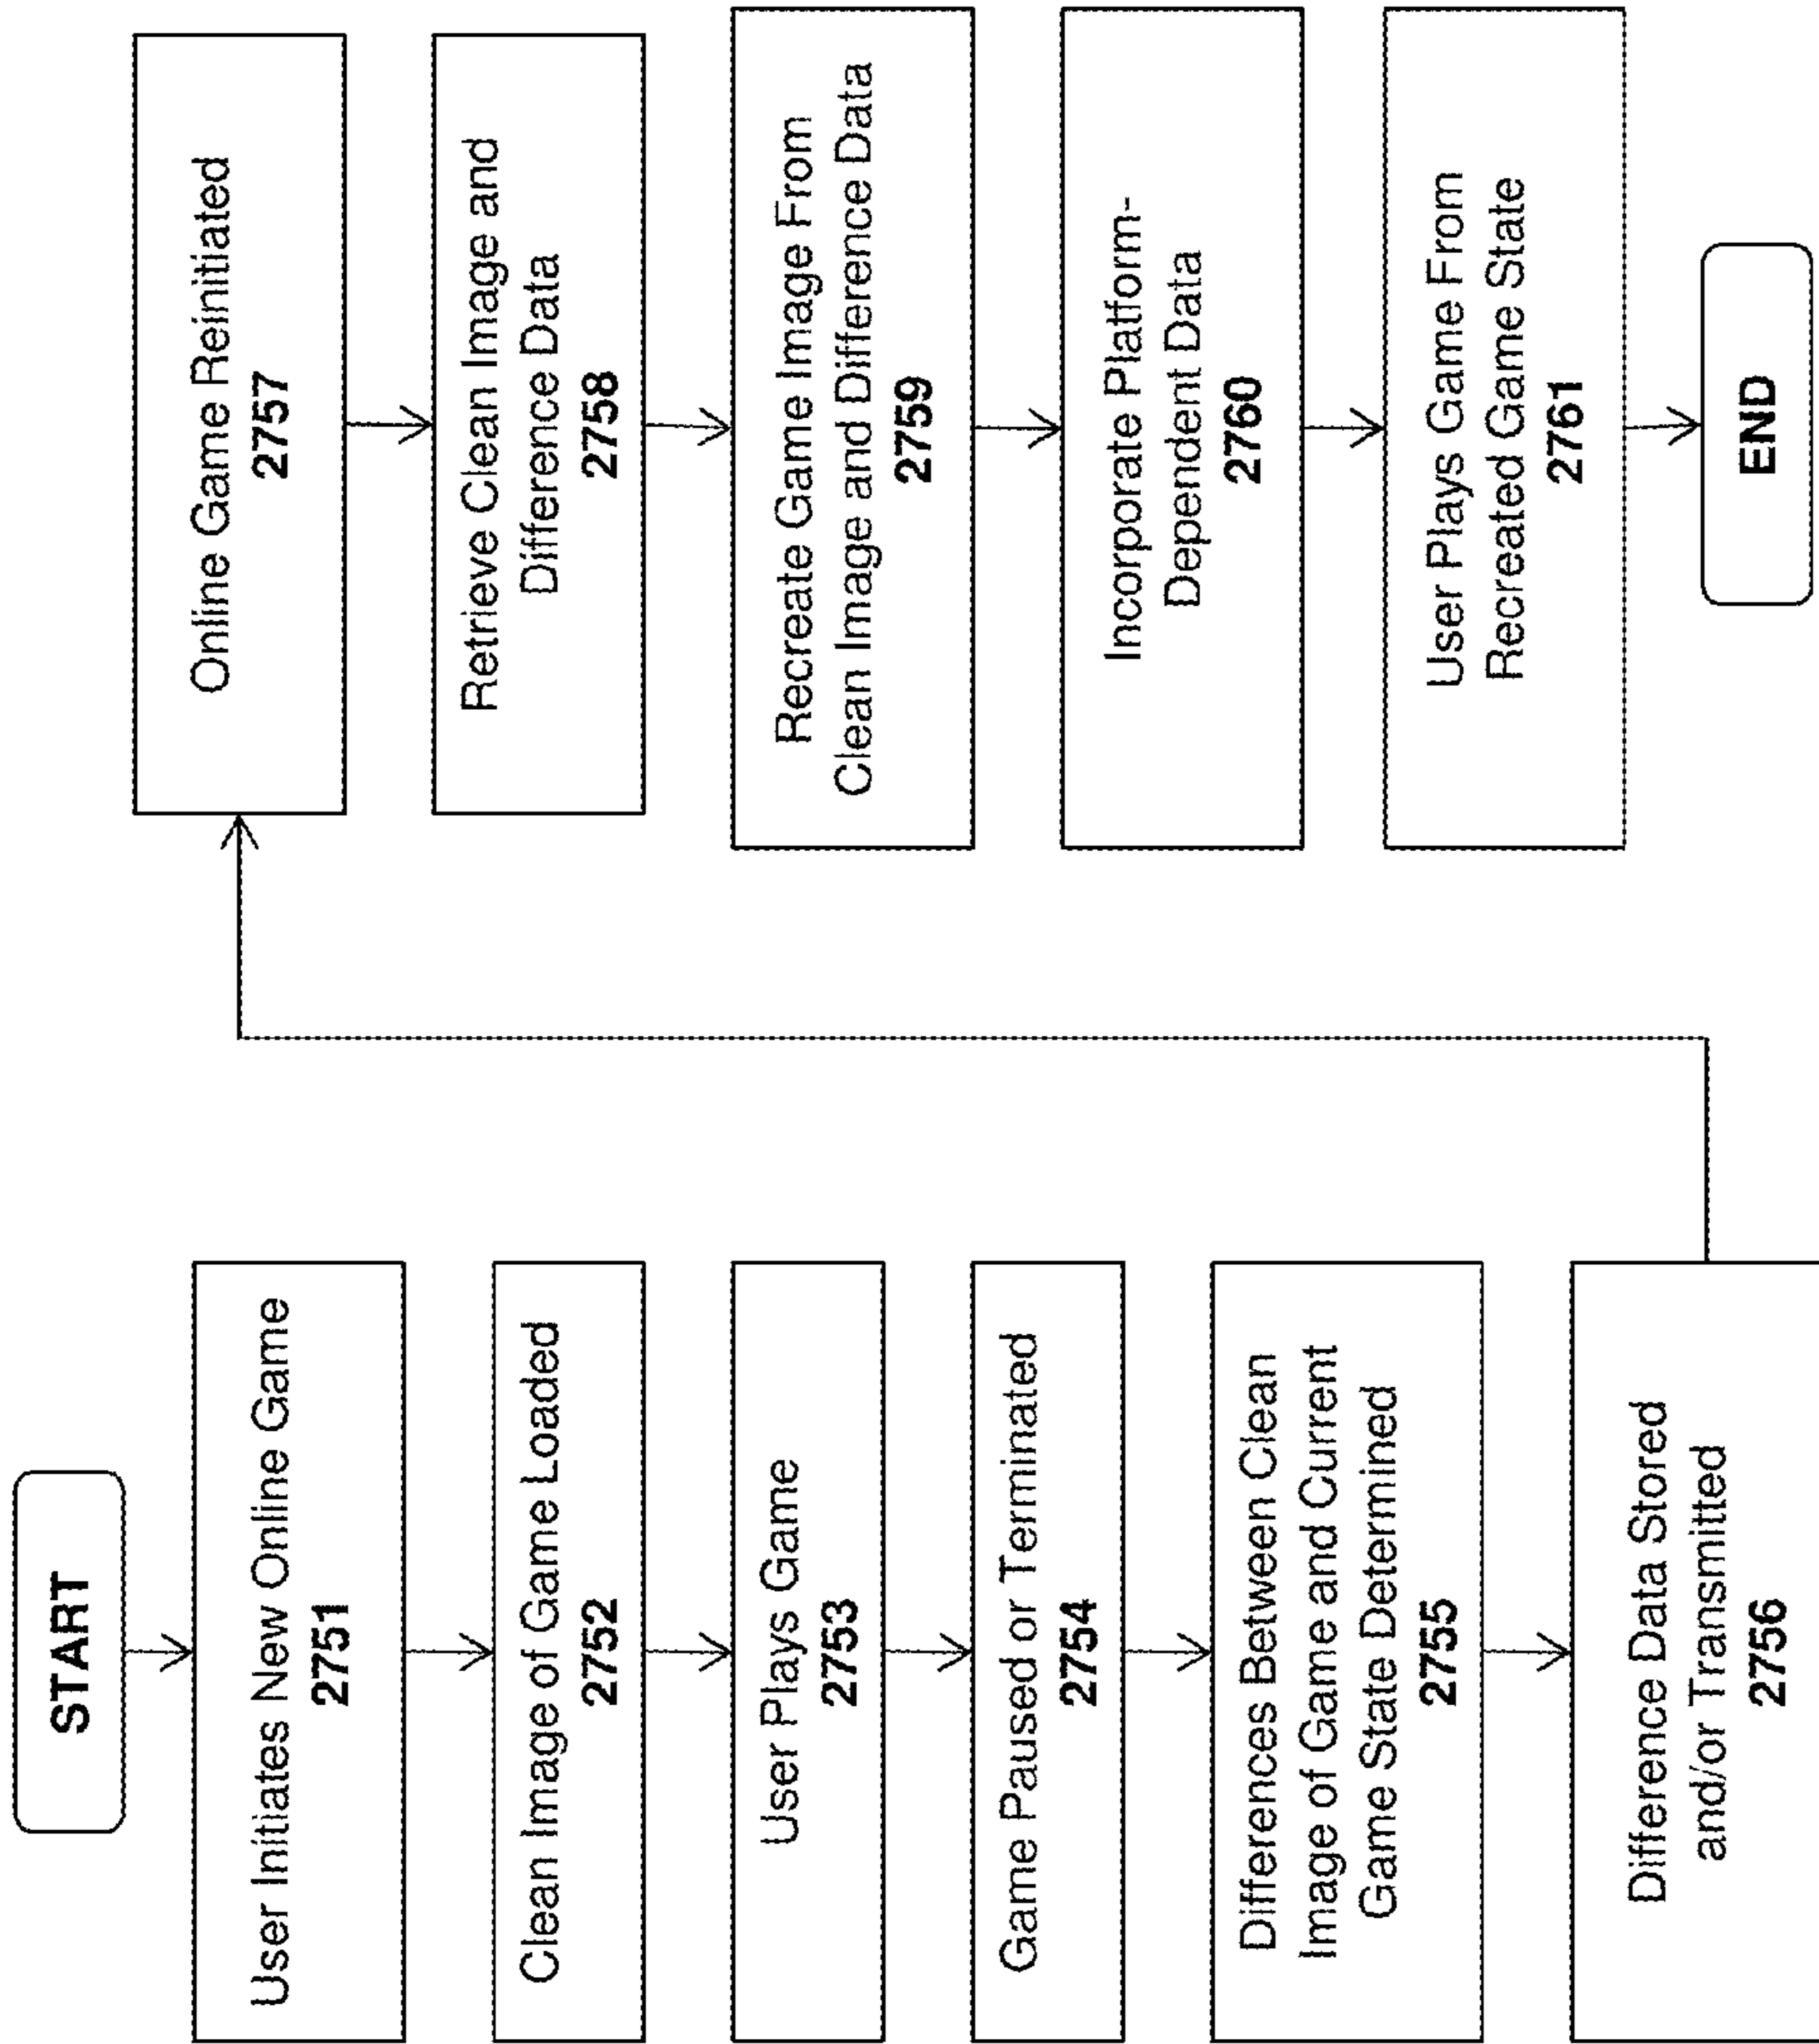 START
User Initiates New Online Game
2751
Clean Image of Game Loaded
2752
User Plays Game
2753
Game Paused or Terminated
2754
Differences Between Clean
Image of Game and Current
Game State Determined
2755
Difference Data Stored
and/or Transmitted
2756
Online Game Reinitiated
2757
Retrieve Clean Image and
Difference Data
2758
Recreate Game Image From
Clean Image and Difference Data
2759
Incorporate Platform-
Dependent Data
2760
User Plays Game From
Recreated Game State
2761
END